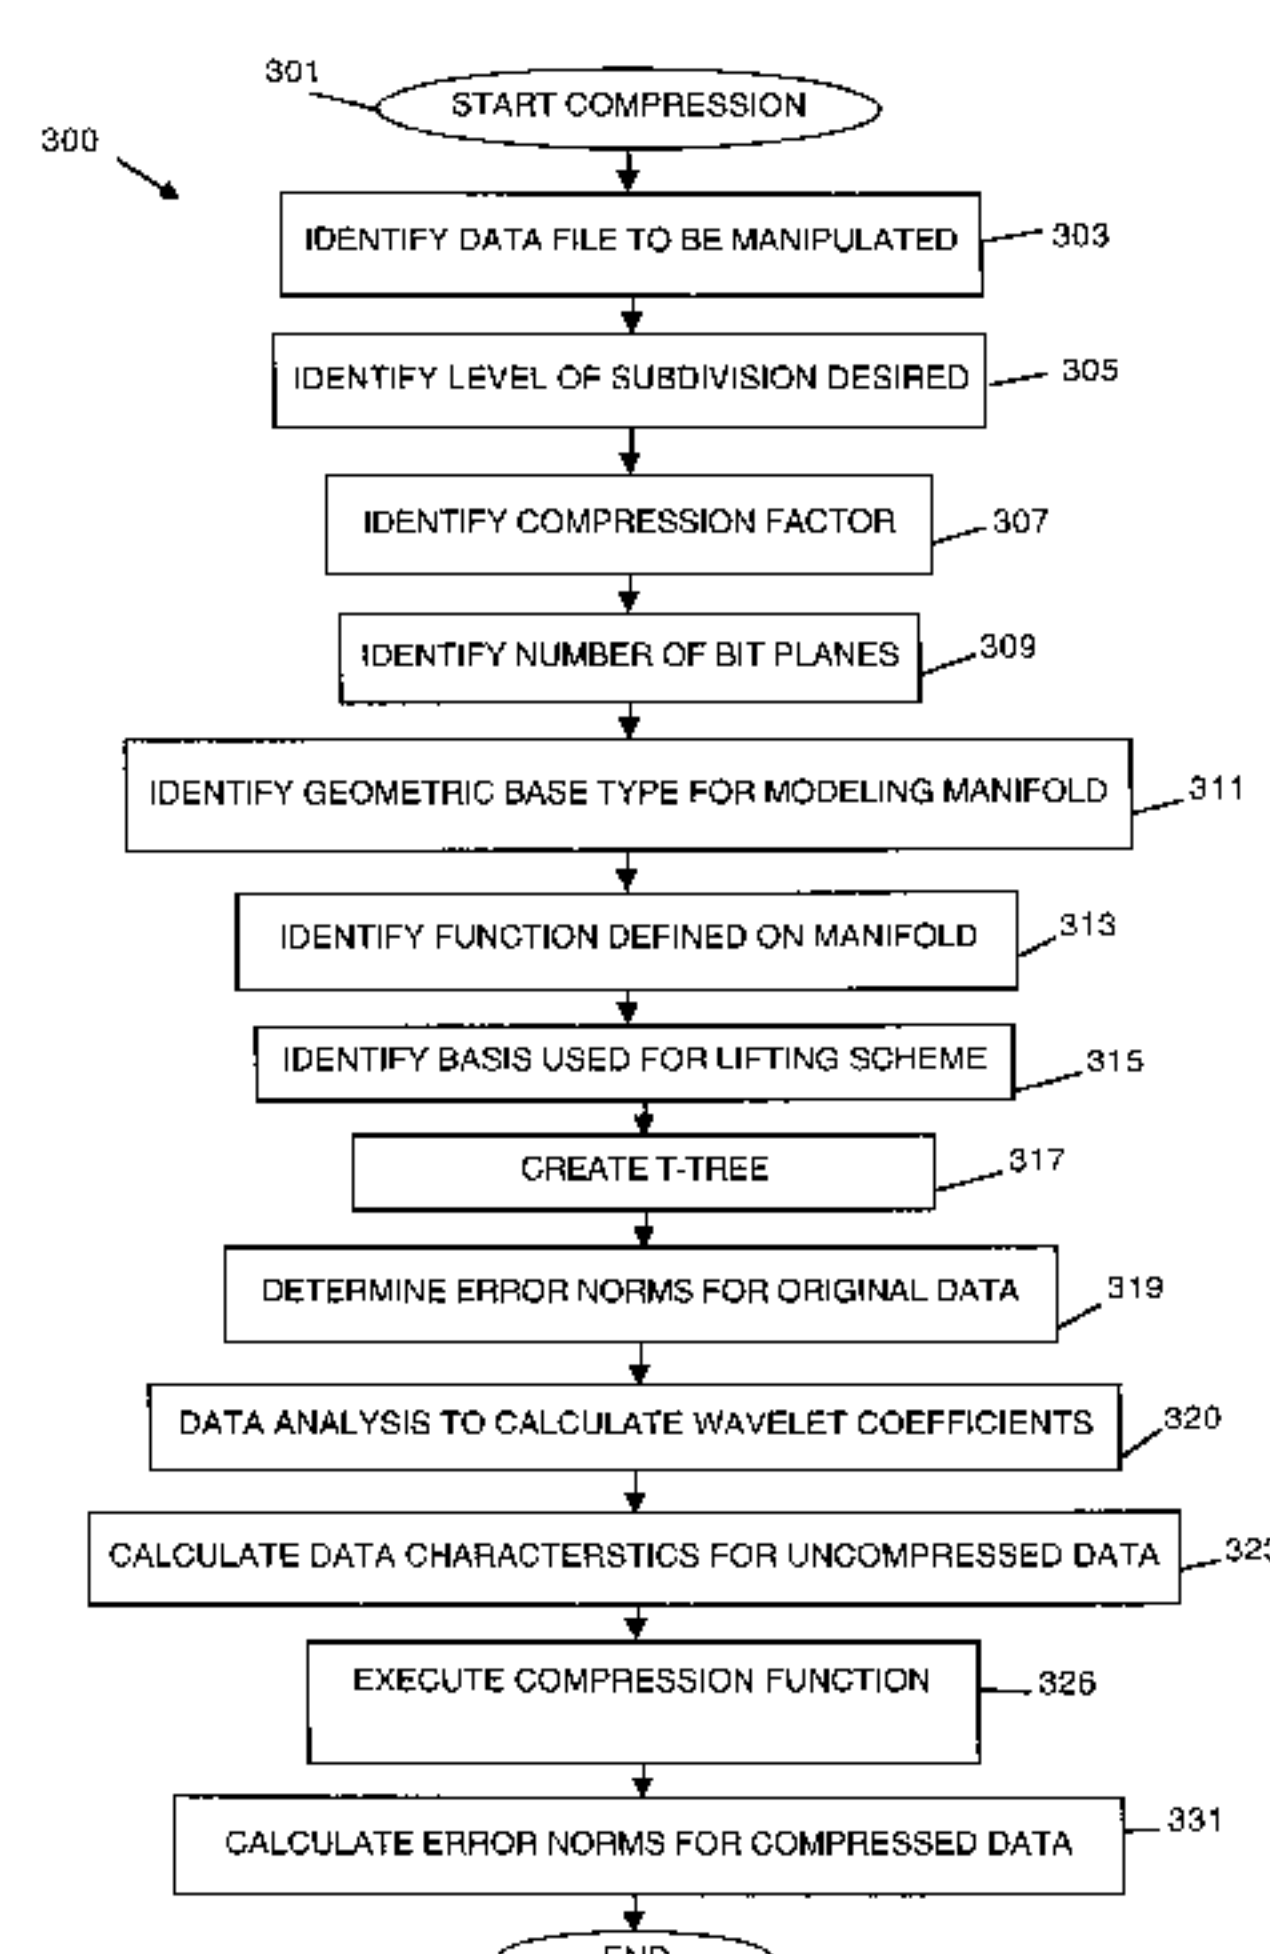 301
START COMPRESSION
300
IDENTIFY DATA FILE TO BE MANIPULATED
303
IDENTIFY LEVEL OF SUBDIVISION DESIRED
305
IDENTIFY COMPRESSION FACTOR
307
IDENTIFY NUMBER OF BIT PLANES
309
IDENTIFY GEOMETRIC BASE TYPE FOR MODELING MANIFOLD
311
IDENTIFY FUNCTION DEFINED ON MANIFOLD
313
IDENTIFY BASIS USED FOR LIFTING SCHEME
315
CREATE T-TREE
317
DETERMINE ERROR NORMS FOR ORIGINAL DATA
319
DATA ANALYSIS TO CALCULATE WAVELET COEFFICIENTS
320
CALCULATE DATA CHARACTERSTICS FOR UNCOMPRESSED DATA
EXECUTE COMPRESSION FUNCTION
326
CALCULATE ERROR NORMS FOR COMPRESSED DATA
331
END